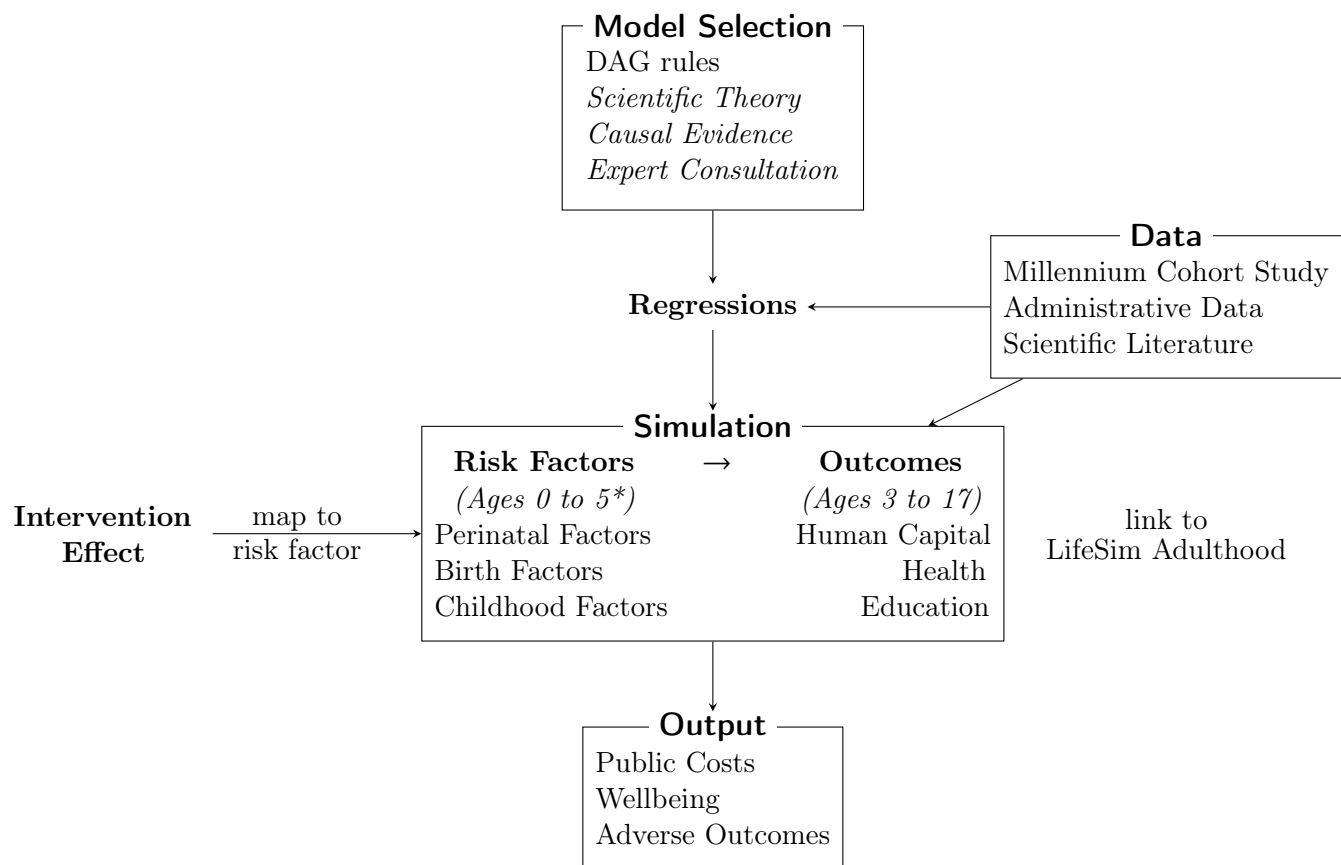 Model Selection
DAG rules
Scientific Theory
Causal Evidence
Expert Consultation
Data
Millennium Cohort Study
Administrative Data
Scientific Literature
Regressions
Simulation
Risk Factors → Outcomes
(Ages 0 to 5*) (Ages 3 to 17)
Perinatal Factors Human Capital
Birth Factors Health
Childhood Factors Education
Intervention
Effect
map to
risk factor
link to
LifeSim Adulthood
Output
Public Costs
Wellbeing
Adverse Outcomes